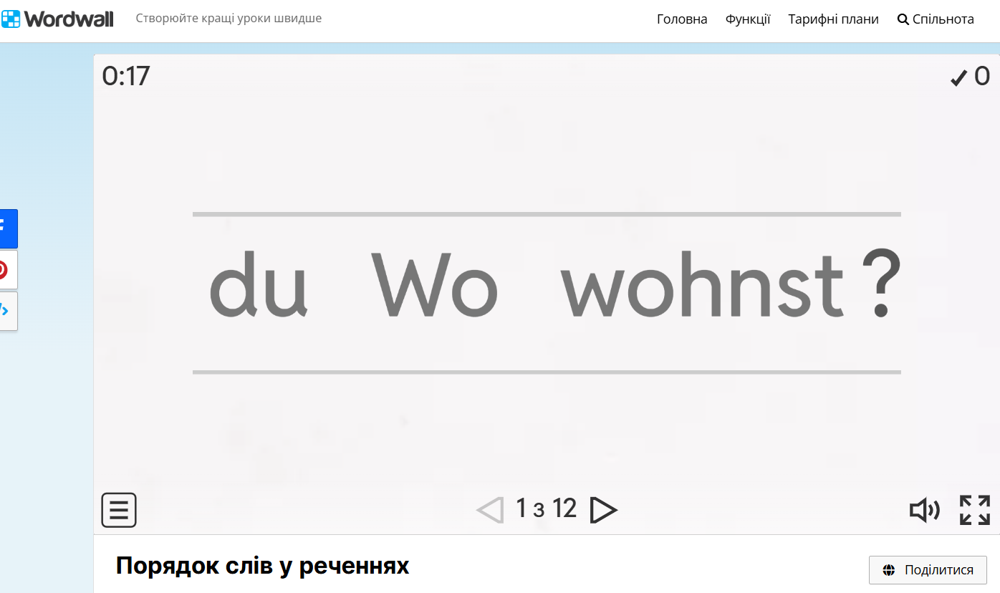 Wordwall Створюйте кращі уроки швидше Головна Функції Тарифні плани Спільнота
0:17 0
du Wo wohnst ?
1 з 12
Порядок слів у реченнях
Поділитися